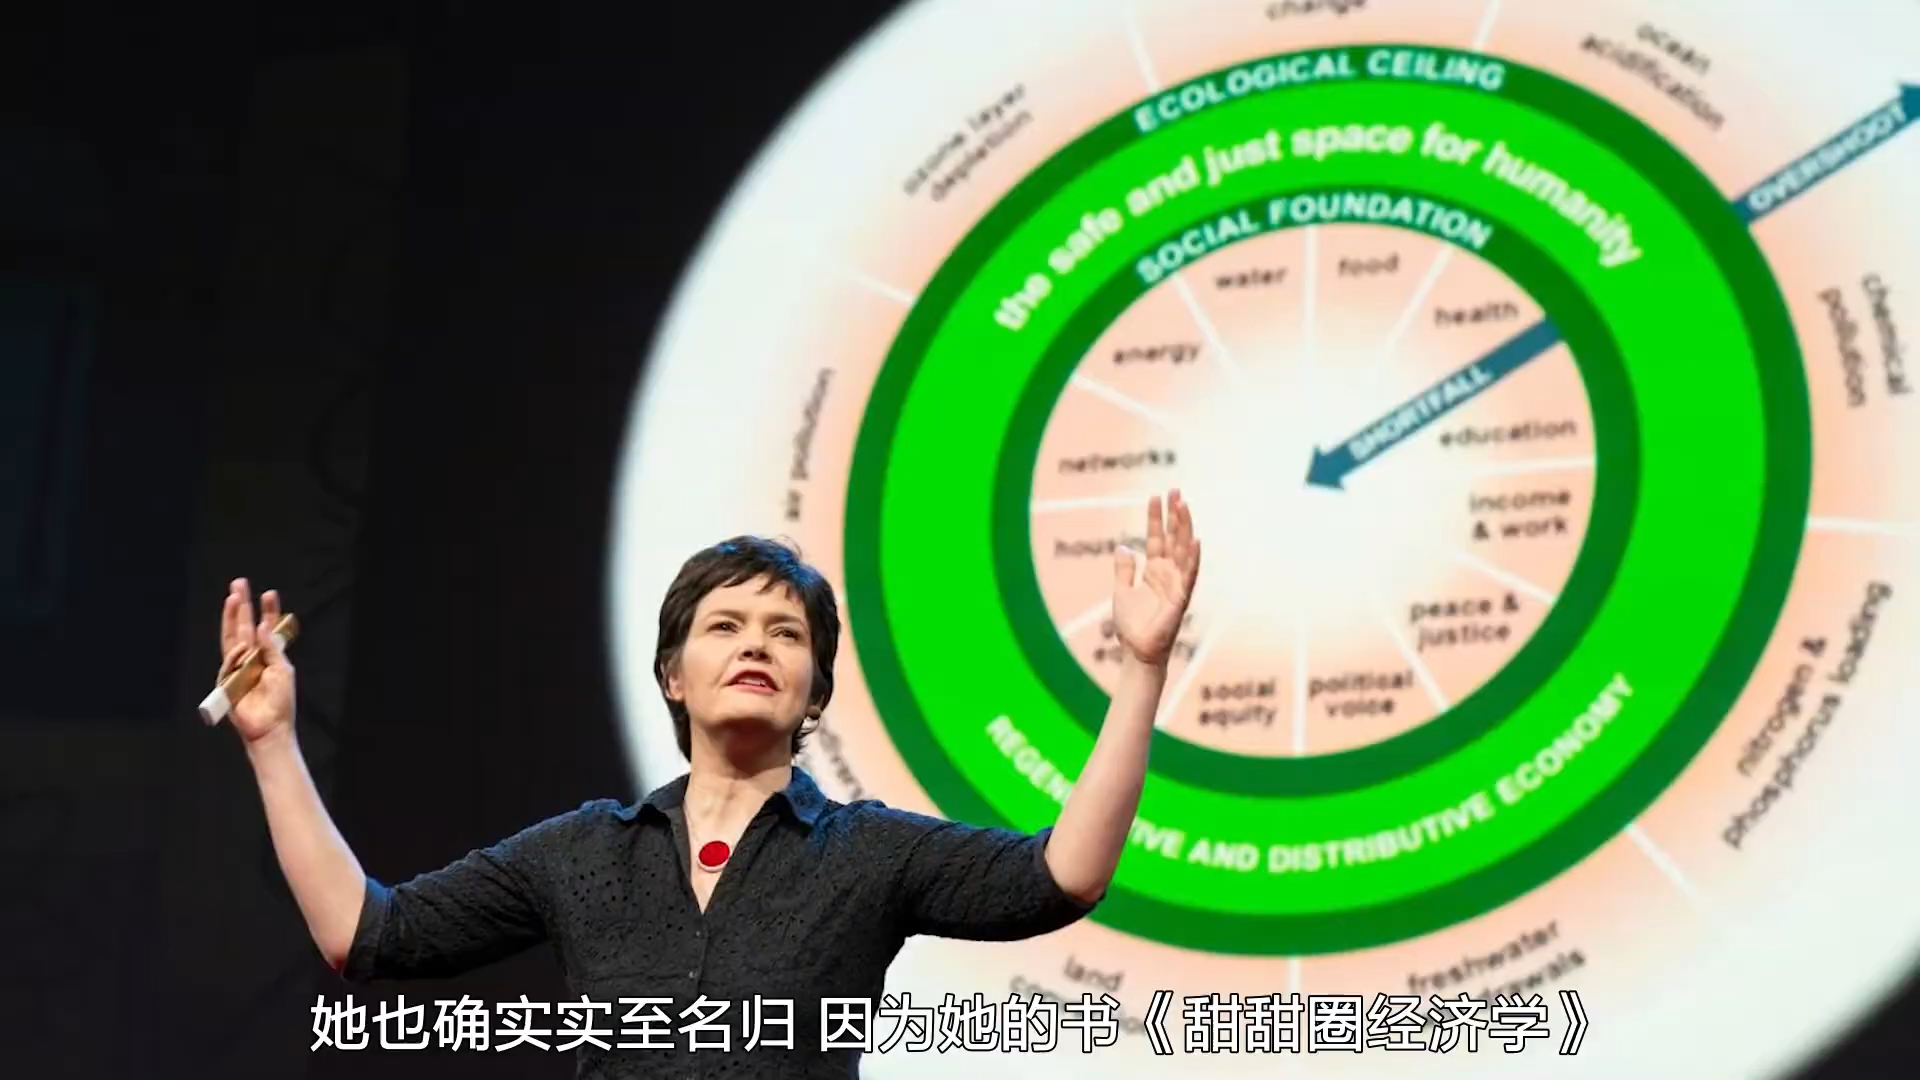 change
ocean
acidification
ozone layer
depletion
ECOLOGICAL CEILING
OVERSHOOT
the safe and just space for humanity
SOCIAL FOUNDATION
water
food
health
energy
SHORTFALL
chemical
pollution
air pollution
education
networks
income
& work
housing
peace &
justice
social
equity
political
voice
nitrogen &
phosphorus loading
IVE AND DISTRIBUTIVE ECONOMY
freshwater
land
她也确实实至名归 因为她的书《甜甜圈经济学》